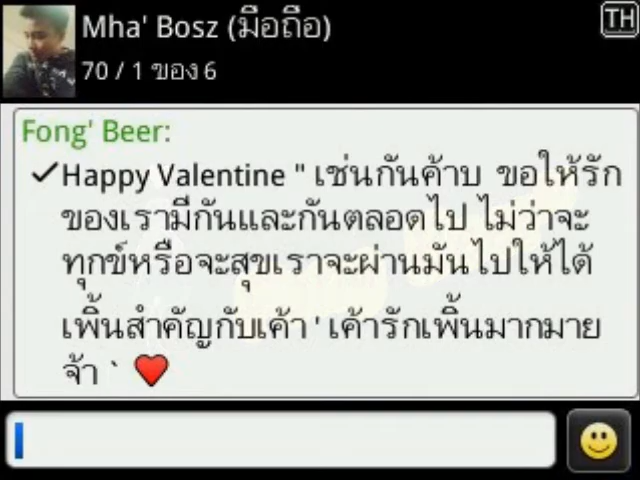 Mha' Bosz (มือถือ)
TH
70 / 1 ของ 6
Fong' Beer:
Happy Valentine " เช่นกันค้าบ ขอให้รัก
ของเรามีกันและกันตลอดไป ไม่ว่าจะ
ทุกข์หรือจะสุขเราจะผ่านมันไปให้ได้
เพิ้นสำคัญกับเค้า ' เค้ารักเพิ้นมากมาย
จ้า ` ❤